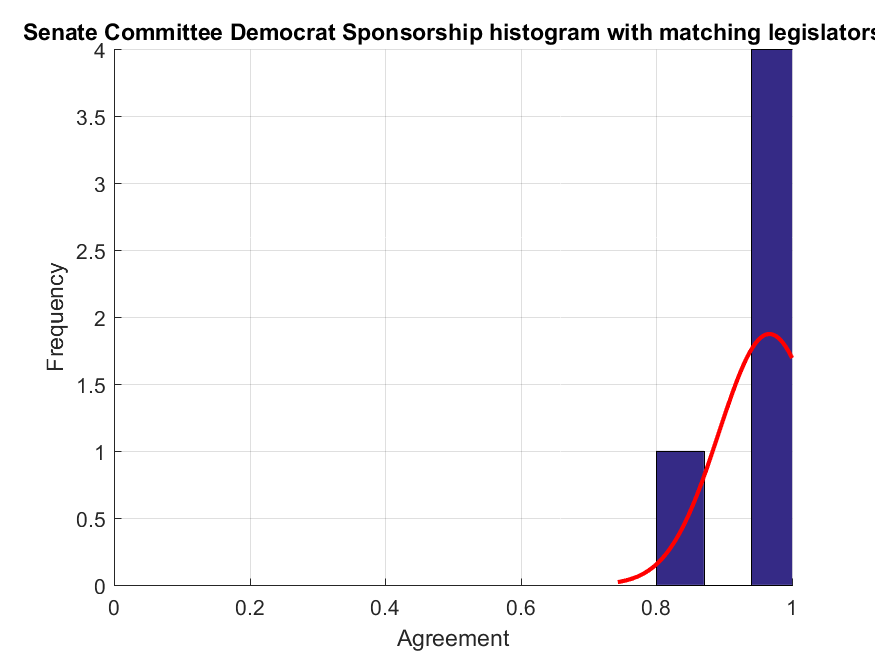 Senate Committee Democrat Sponsorship histogram with matching legislators
4
3.5
3
2.5
2
1.5
1
0.5
0
Frequency
0 0.2 0.4 0.6 0.8 1
Agreement